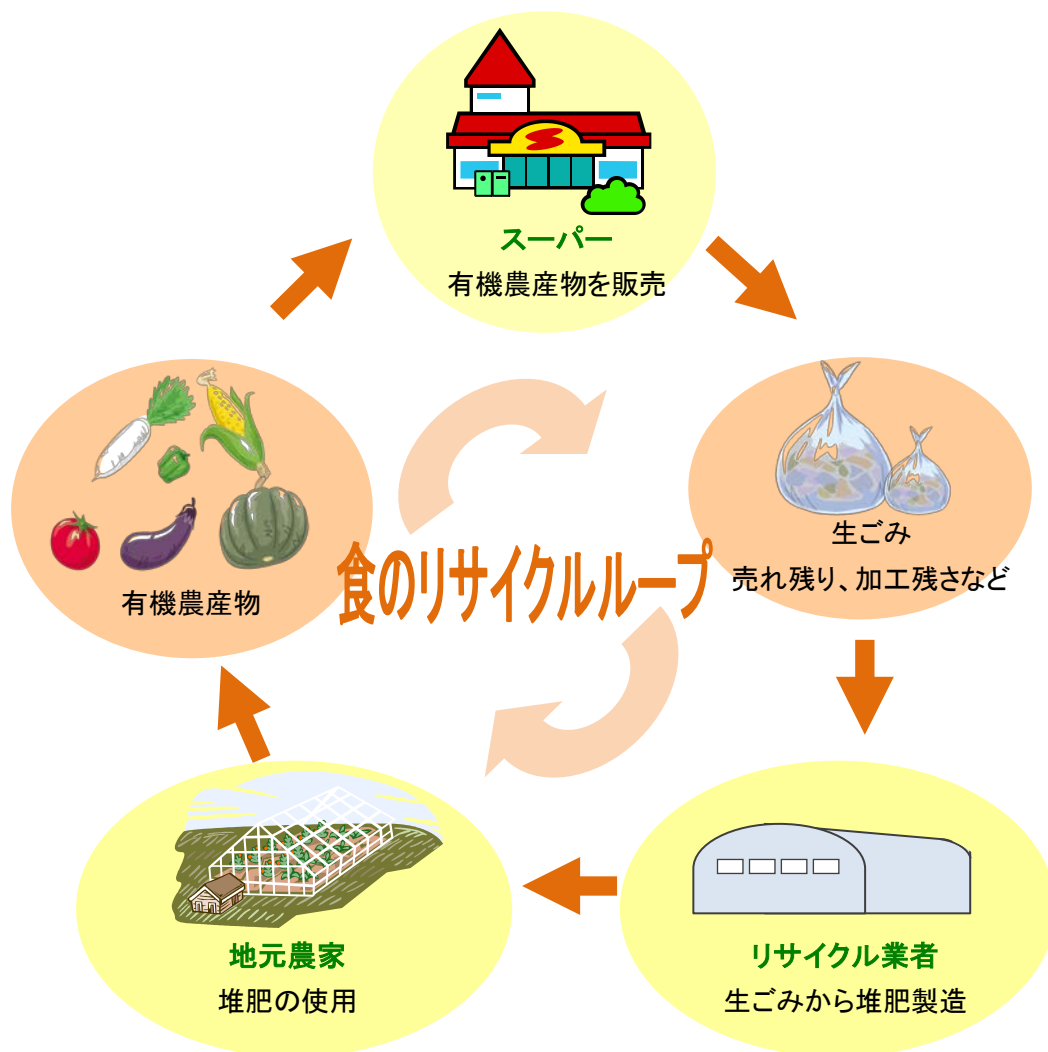 スーパー
有機農産物を販売
生ごみ
売れ残り、加工残さなど
有機農産物
食のリサイクルループ
地元農家
堆肥の使用
リサイクル業者
生ごみから堆肥製造